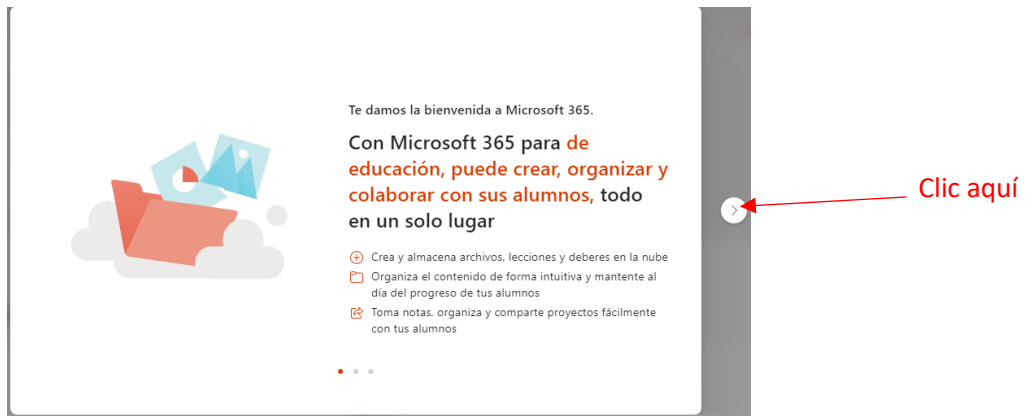 Te damos la bienvenida a Microsoft 365.
Con Microsoft 365 para de
educación, puede crear, organizar y
colaborar con sus alumnos, todo
en un solo lugar
Crea y almacena archivos, lecciones y deberes en la nube
Organiza el contenido de forma intuitiva y mantente al
día del progreso de tus alumnos
Toma notas, organiza y comparte proyectos fácilmente
con tus alumnos
Clic aquí